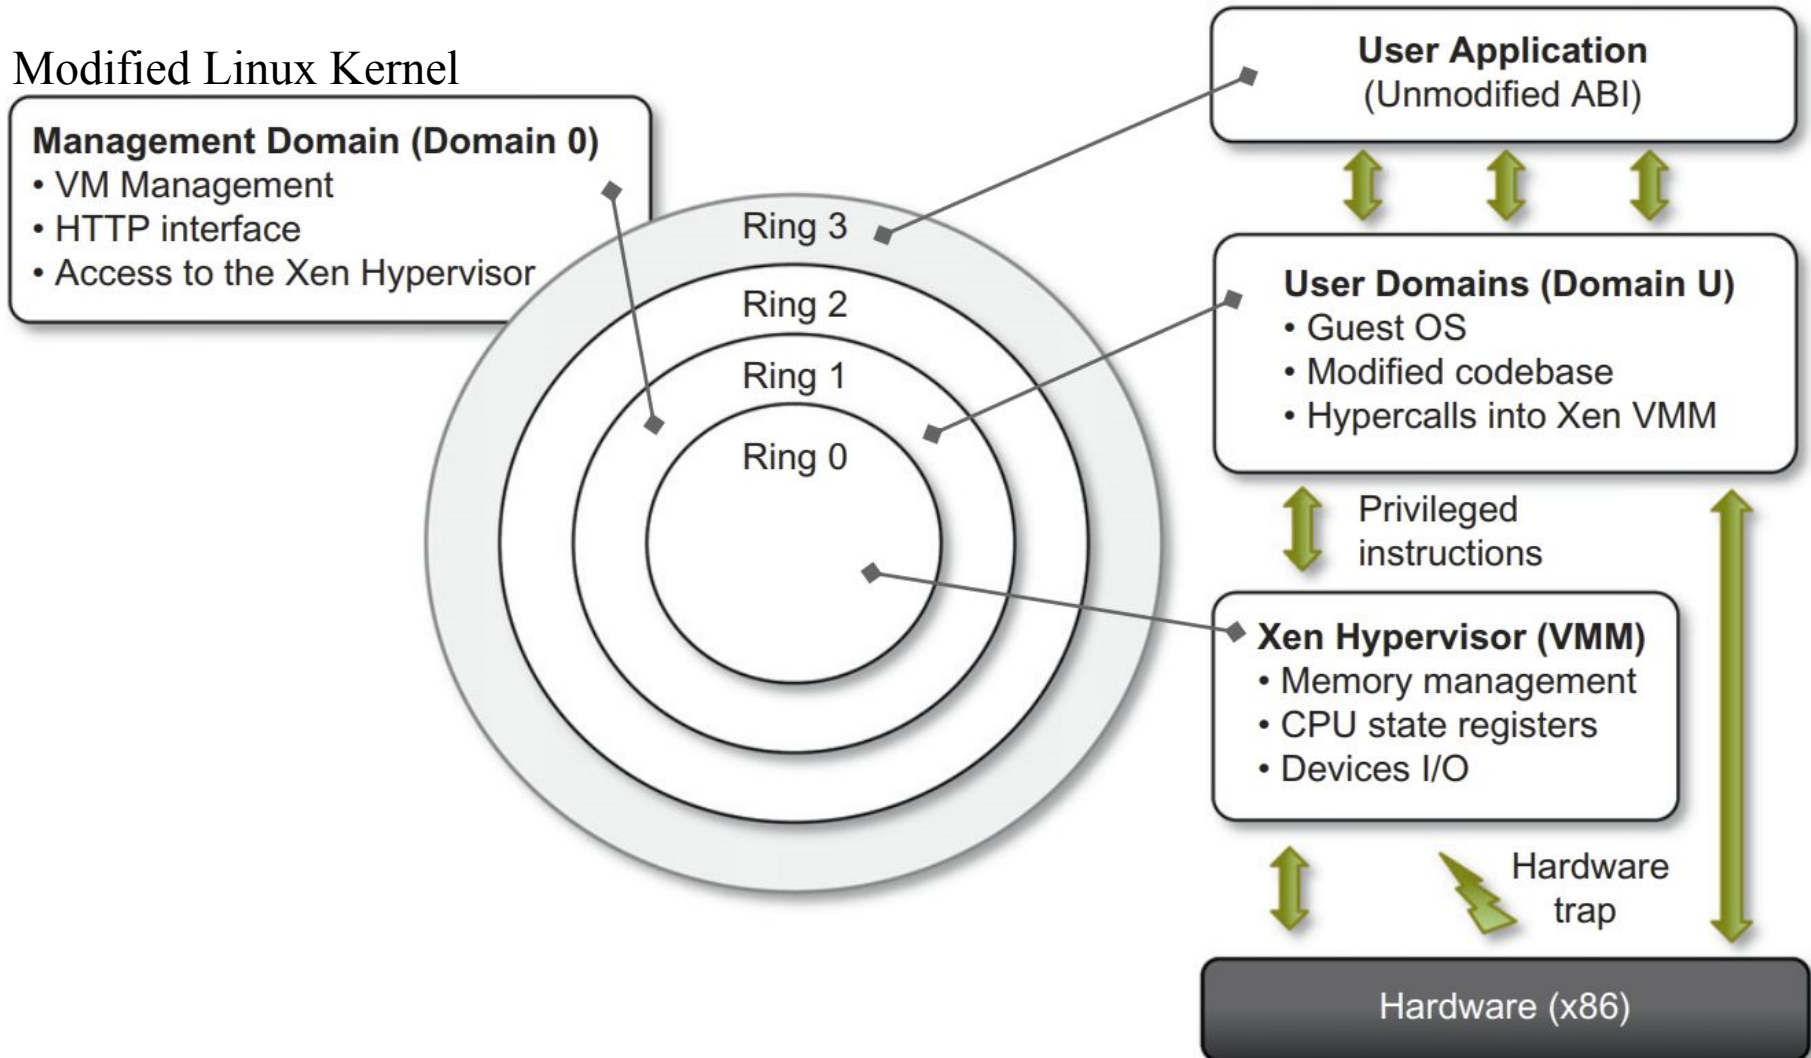 Modified Linux Kernel
Management Domain (Domain 0)
• VM Management
• HTTP interface
• Access to the Xen Hypervisor
Ring 3
Ring 2
Ring 1
Ring 0
User Application
(Unmodified ABI)
User Domains (Domain U)
• Guest OS
• Modified codebase
• Hypercalls into Xen VMM
Privileged
instructions
Xen Hypervisor (VMM)
• Memory management
• CPU state registers
• Devices I/O
Hardware
trap
Hardware (x86)